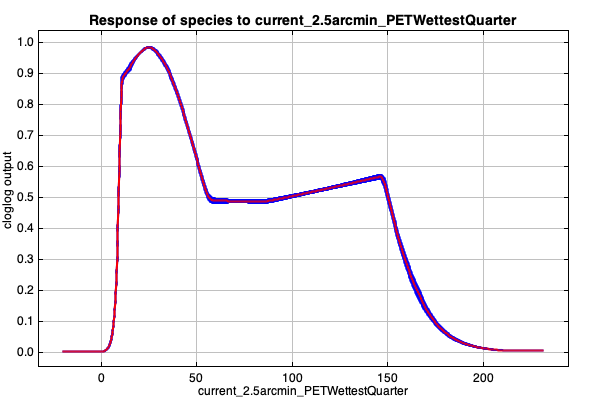 Response of species to current_2.5arcmin_PETWettestQuarter
1.0
0.9
0.8
0.7
0.6
0.5
0.4
0.3
0.2
0.1
0.0
cloglog output
0 50 100 150 200
current_2.5arcmin_PETWettestQuarter